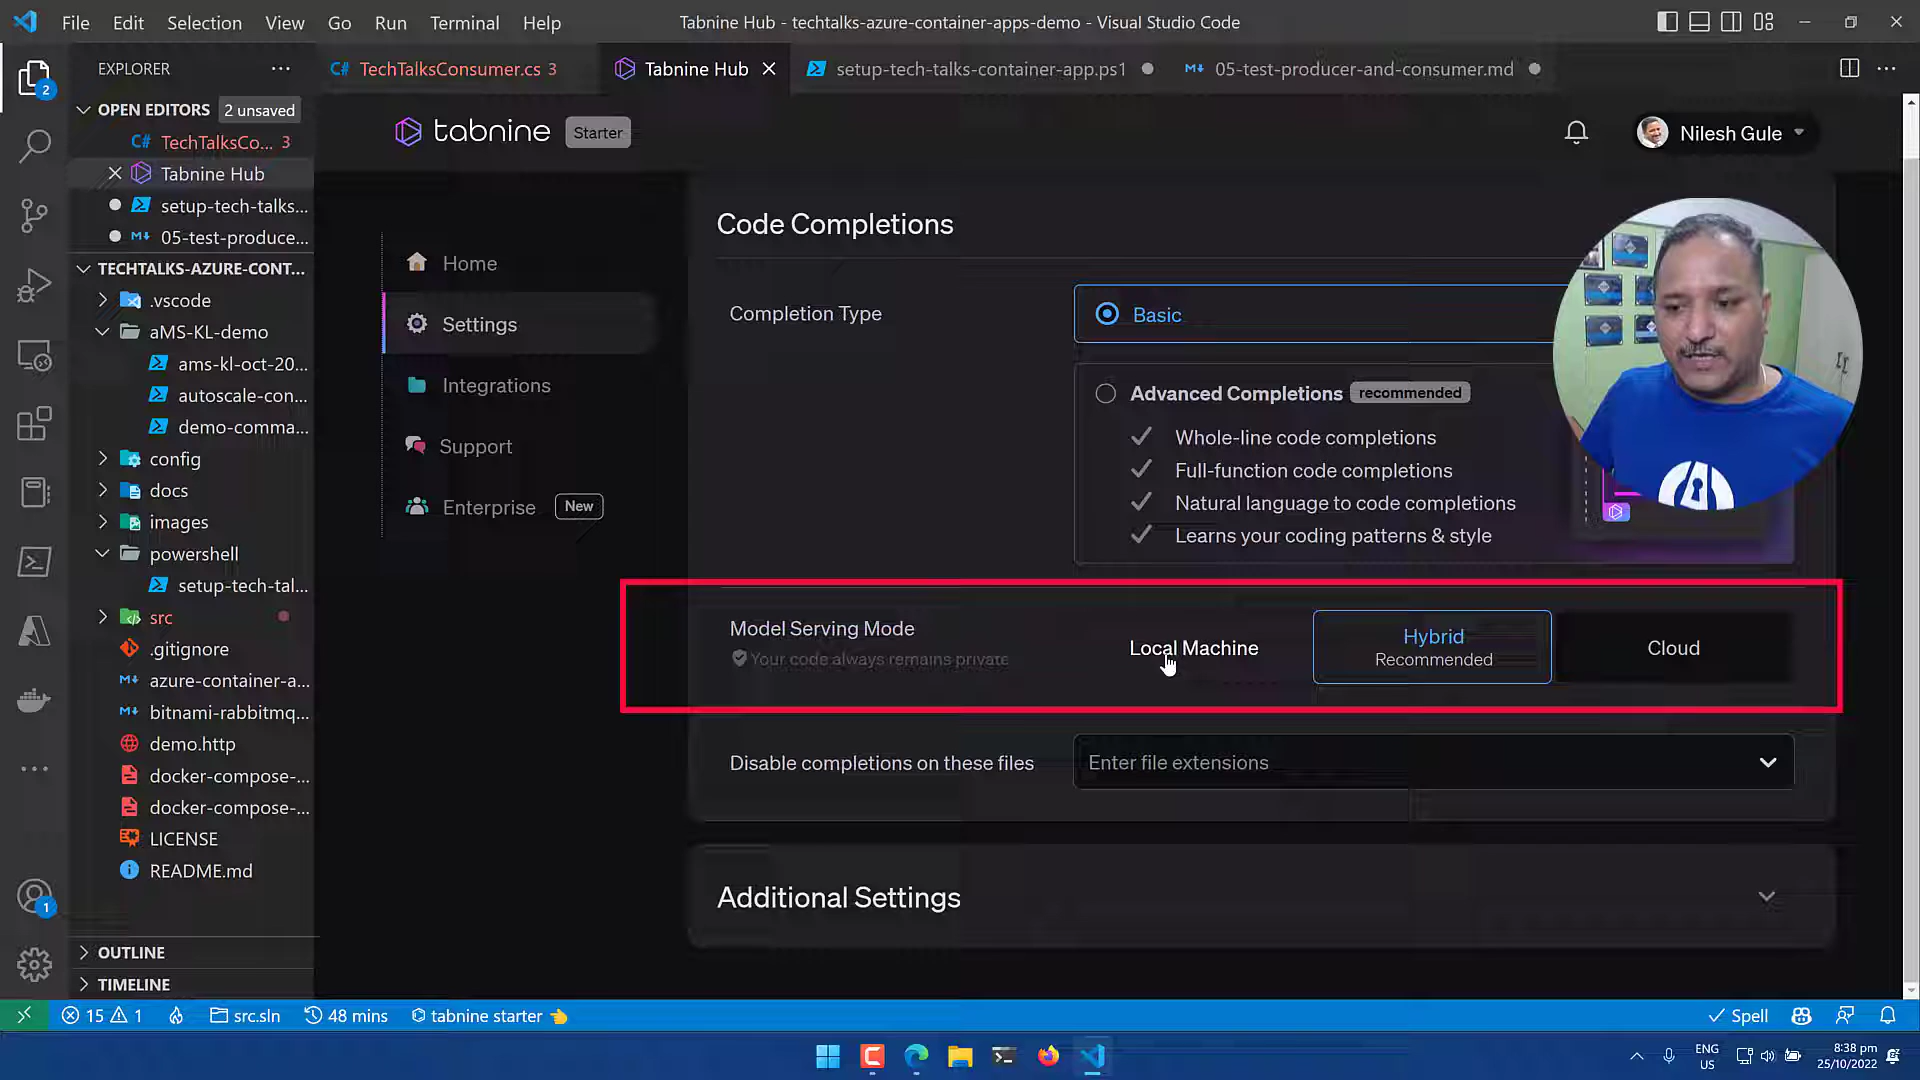 File Edit Selection View Go Run Terminal Help
Tabnine Hub - techtalks-azure-container-apps-demo - Visual Studio Code
EXPLORER
C# TechTalksConsumer.cs 3
Tabnine Hub
setup-tech-talks-container-app.ps1
05-test-producer-and-consumer.md
2
OPEN EDITORS 2 unsaved
C# TechTalksCo... 3
Tabnine Hub
setup-tech-talks...
05-test-produce...
TECHTALKS-AZURE-CONT...
.vscode
aMS-KL-demo
ams-kl-oct-20...
autoscale-con...
demo-comma...
config
docs
images
powershell
setup-tech-tal...
src
.gitignore
azure-container-a...
bitnami-rabbitmq...
demo.http
docker-compose-...
docker-compose-...
LICENSE
README.md
1
OUTLINE
TIMELINE
tabnine Starter
Nilesh Gule
Home
Settings
Integrations
Support
Enterprise New
Code Completions
Completion Type
Basic
Advanced Completions recommended
Whole-line code completions
Full-function code completions
Natural language to code completions
Learns your coding patterns & style
Model Serving Mode
Your code always remains private
Local Machine
Hybrid
Recommended
Cloud
Disable completions on these files
Enter file extensions
Additional Settings
15 1 src.sln 48 mins tabnine starter
Spell
ENG
US
8:38 pm
25/10/2022